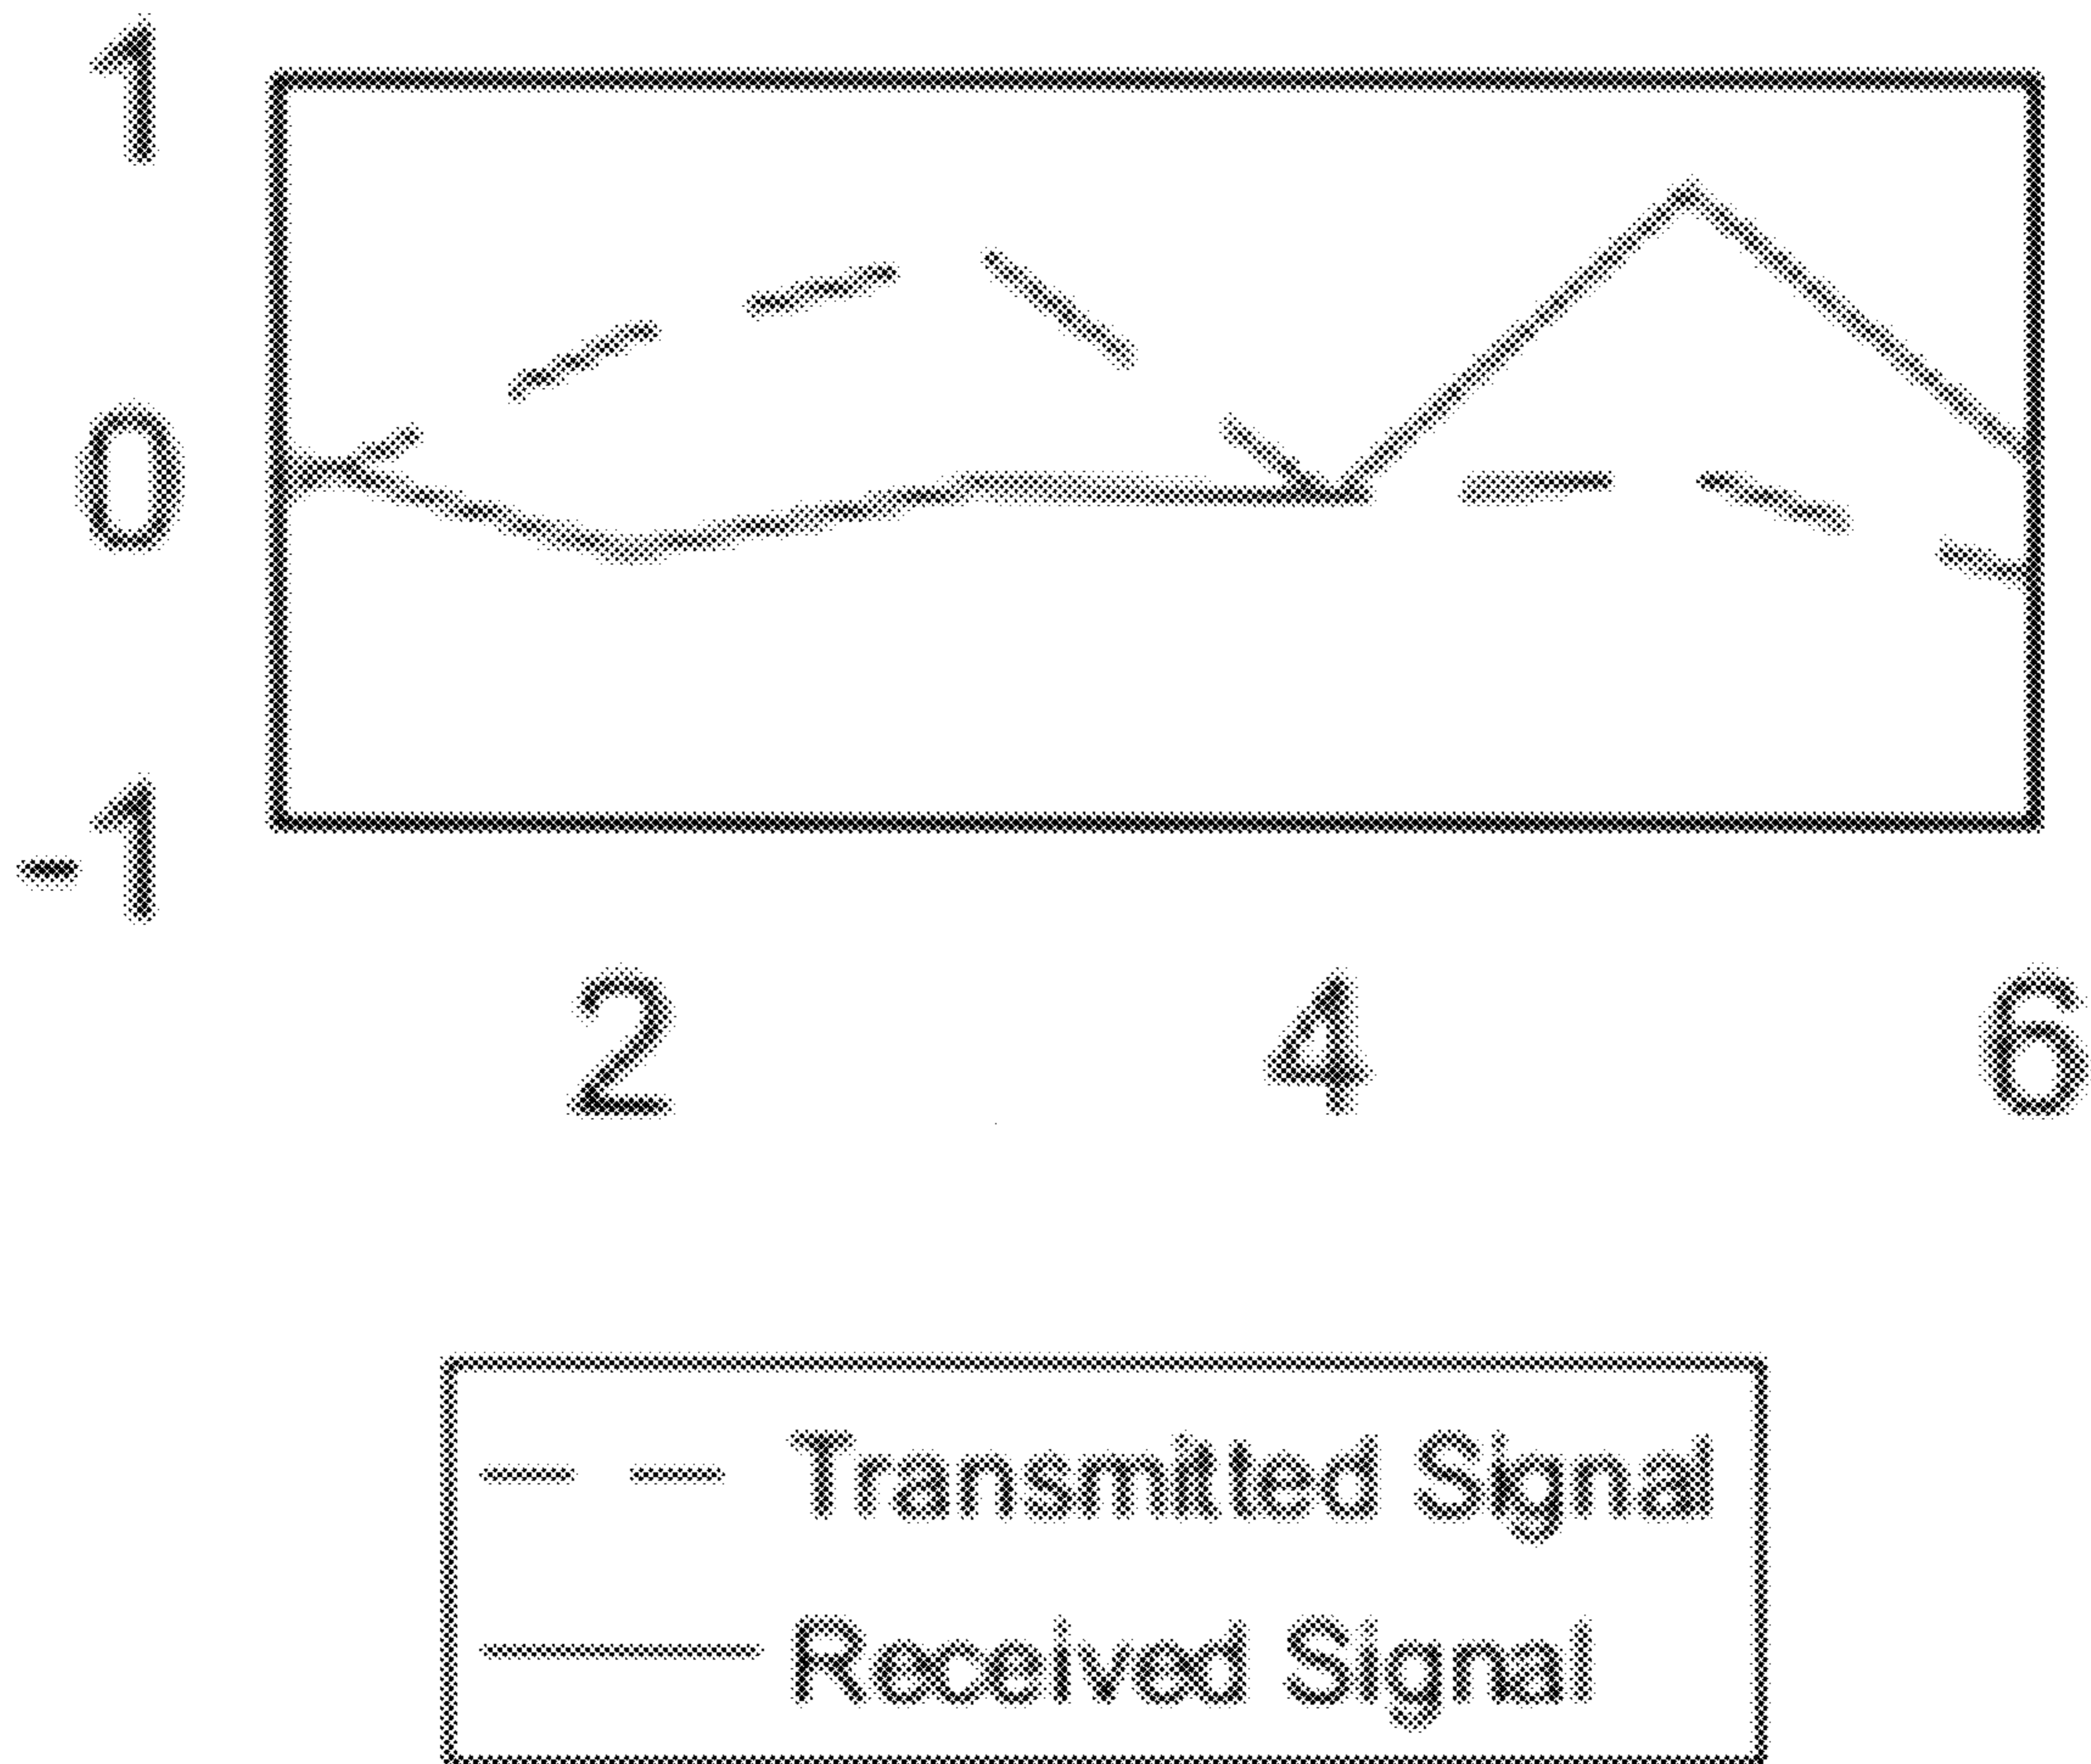 1
0
-1
2 4 6
Transmitted Signal
Received Signal